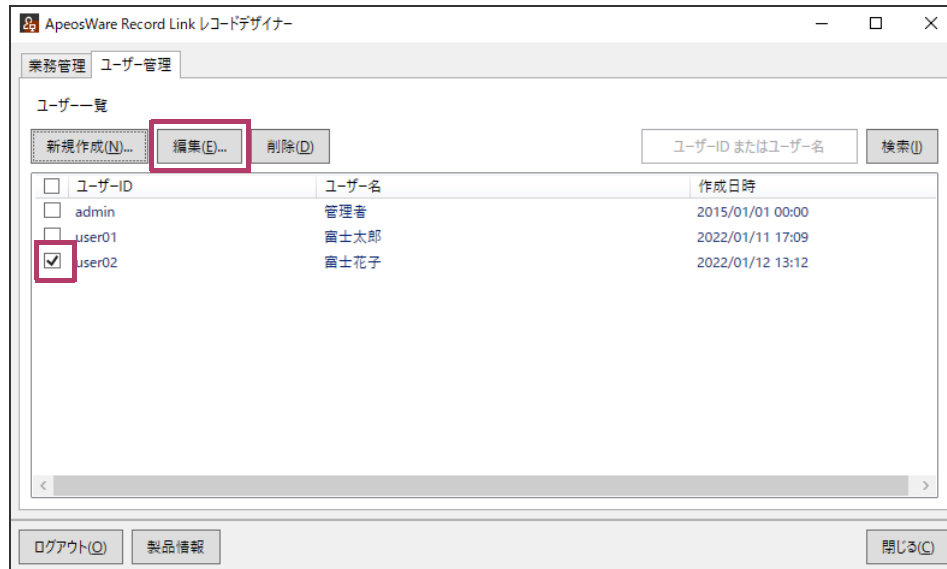 ApeosWare Record Link レコードデザイナー
業務管理 ユーザー管理
ユーザー一覧
新規作成(N)... 編集(E)... 削除(D) ユーザーID またはユーザー名 検索(I)
ユーザーID ユーザー名 作成日時
admin 管理者 2015/01/01 00:00
user01 富士太郎 2022/01/11 17:09
user02 富士花子 2022/01/12 13:12
ログアウト(O) 製品情報 閉じる(C)